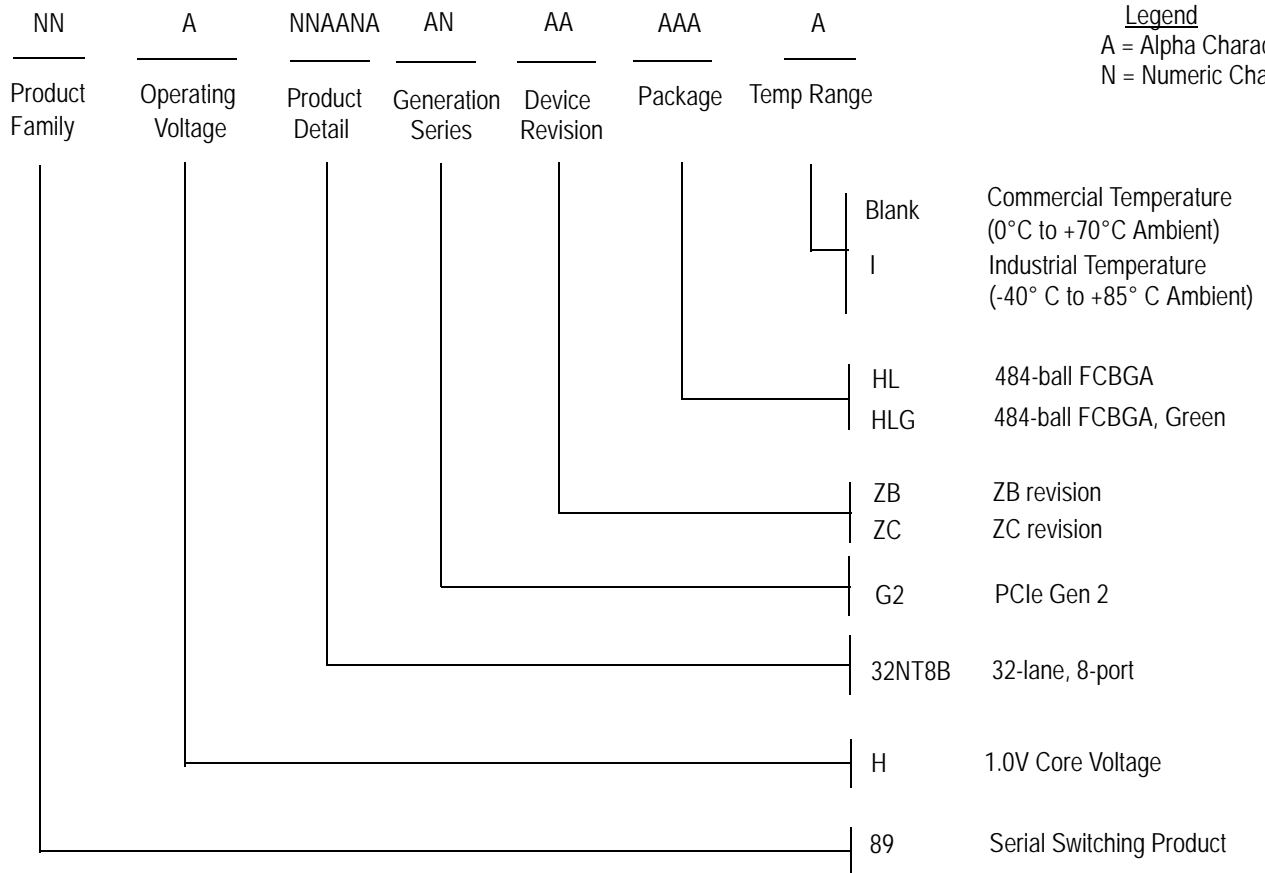 NN A NNAANA AN AA AAA A
Legend
A = Alpha
N = Numeric
Product Family
Operating Voltage
Product Detail
Generation Series
Device Revision
Package
Temp Range
Blank Commercial Temperature
(0°C to +70°C Ambient)
I Industrial Temperature
(-40° C to +85° C Ambient)
HL 484-ball FCBGA
HLG 484-ball FCBGA, Green
ZB ZB revision
ZC ZC revision
G2 PCIe Gen 2
32NT8B 32-lane, 8-port
H 1.0V Core Voltage
89 Serial Switching Product